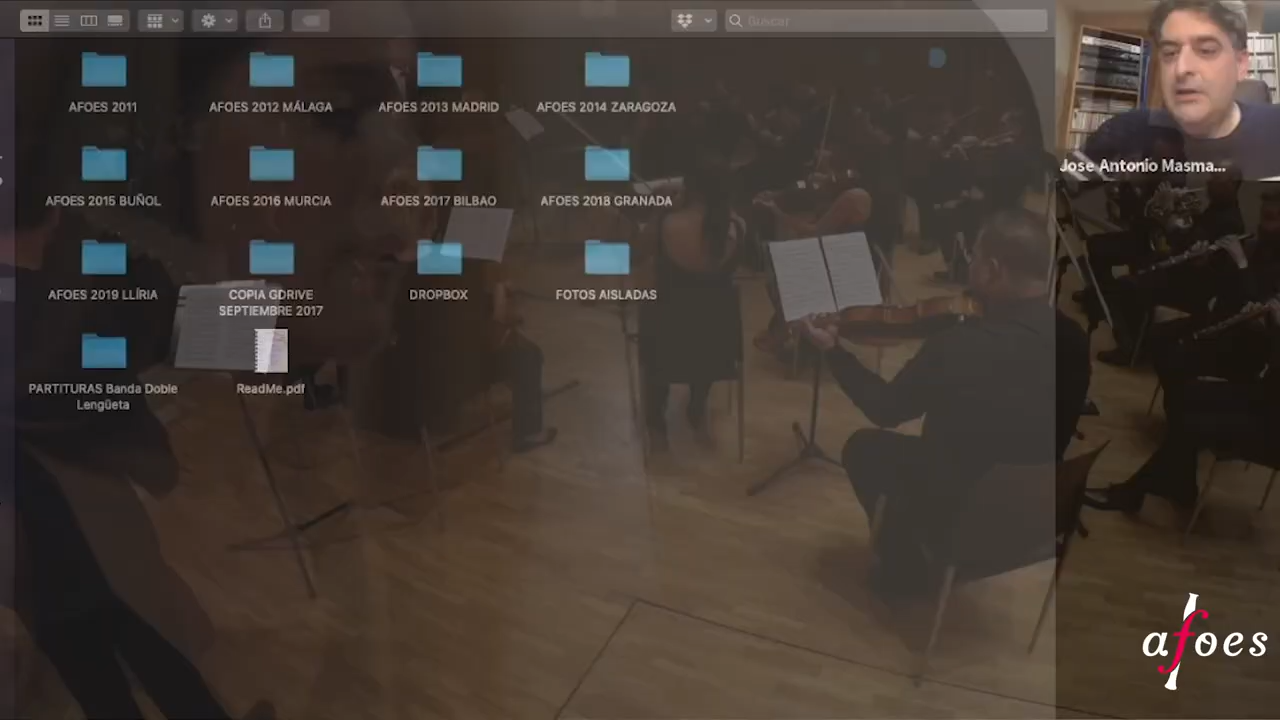 Buscar
AFOES 2011
AFOES 2012 MÁLAGA
AFOES 2013 MADRID
AFOES 2014 ZARAGOZA
Jose Antonio Masma...
AFOES 2015 BUÑOL
AFOES 2016 MURCIA
AFOES 2017 BILBAO
AFOES 2018 GRANADA
AFOES 2019 LLÍRIA
COPIA GDRIVE
SEPTIEMBRE 2017
DROPBOX
FOTOS AISLADAS
PARTITURAS Banda Doble
Lengüeta
ReadMe.pdf
afoes